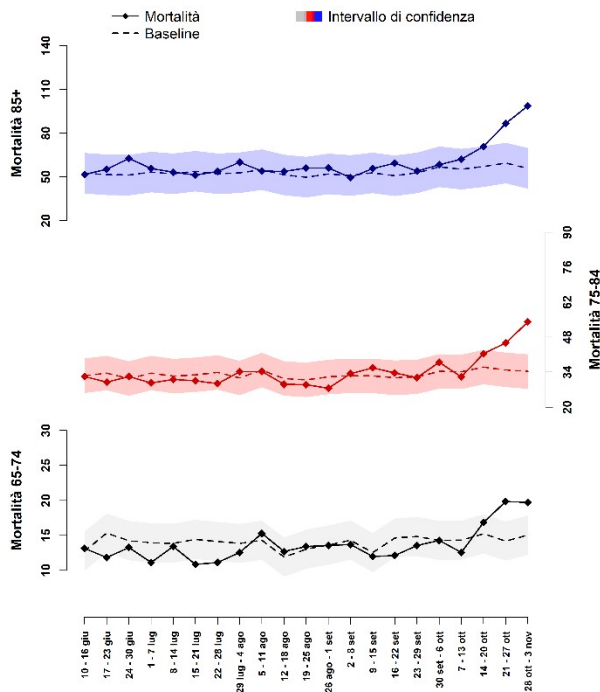 Mortalità
Intervallo di confidenza
Baseline
Mortalità 85+
140
110
80
50
20
Mortalità 75-84
90
76
62
48
34
20
Mortalità 65-74
30
25
20
15
10
10 - 16 giu
17 - 23 giu
24 - 30 giu
1 - 7 lug
8 - 14 lug
15 - 21 lug
22 - 28 lug
29 lug - 4 ago
5 - 11 ago
12 - 18 ago
19 - 25 ago
26 ago - 1 set
2 - 8 set
9 - 15 set
16 - 22 set
23 - 29 set
30 set - 6 ott
7 - 13 ott
14 - 20 ott
21 - 27 ott
28 ott - 3 nov